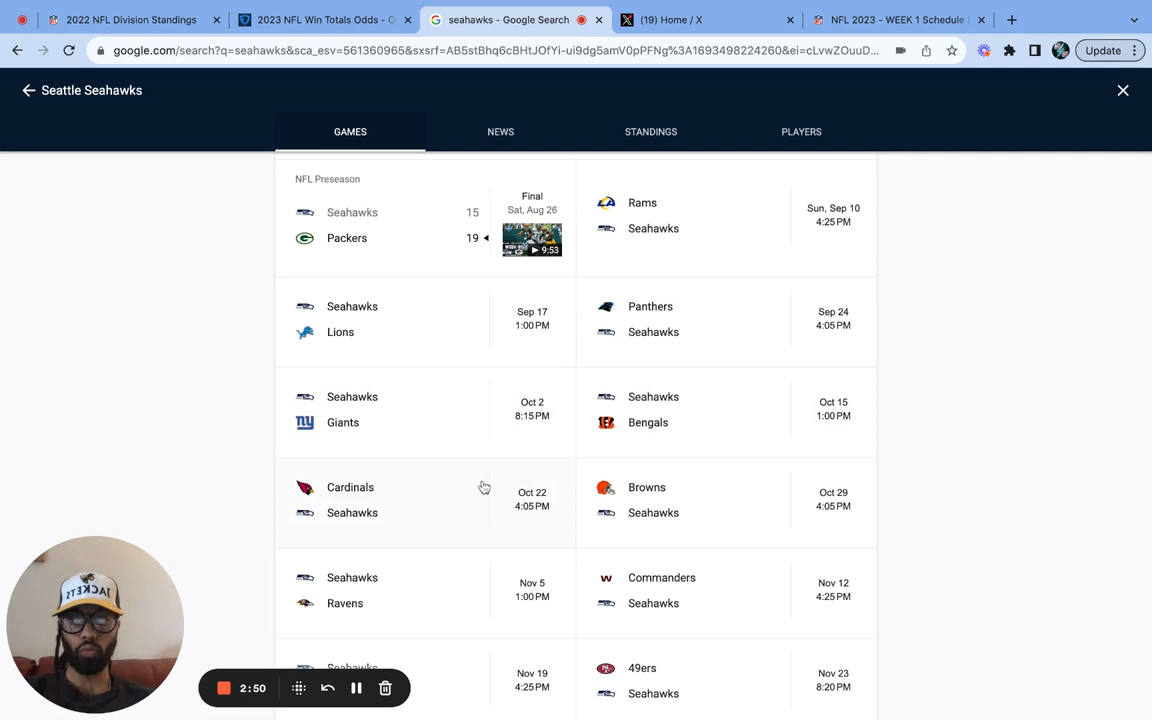 2022 NFL Division Standings
2023 NFL Win Totals Odds - O
seahawks - Google Search
(19) Home / X
NFL 2023 - WEEK 1 Schedule
google.com/search?q=seahawks&sca_esv=561360965&sxsrf=AB5stBhq6cBHtJOfYi-ui9dg5amV0pPFNg%3A1693498224260&ei=cLvwZOuuD...
Update
Seattle Seahawks
GAMES
NEWS
STANDINGS
PLAYERS
NFL Preseason
Seahawks 15
Packers 19
Final
Sat, Aug 26
9:53
Rams
Seahawks
Sun, Sep 10
4:25 PM
Seahawks
Lions
Sep 17
1:00 PM
Panthers
Seahawks
Sep 24
4:05 PM
Seahawks
Giants
Oct 2
8:15 PM
Seahawks
Bengals
Oct 15
1:00 PM
Cardinals
Seahawks
Oct 22
4:05 PM
Browns
Seahawks
Oct 29
4:05 PM
Seahawks
Ravens
Nov 5
1:00 PM
Commanders
Seahawks
Nov 12
4:25 PM
Seahawks
Nov 19
4:25 PM
49ers
Seahawks
Nov 23
8:20 PM
JACKETS
2:50